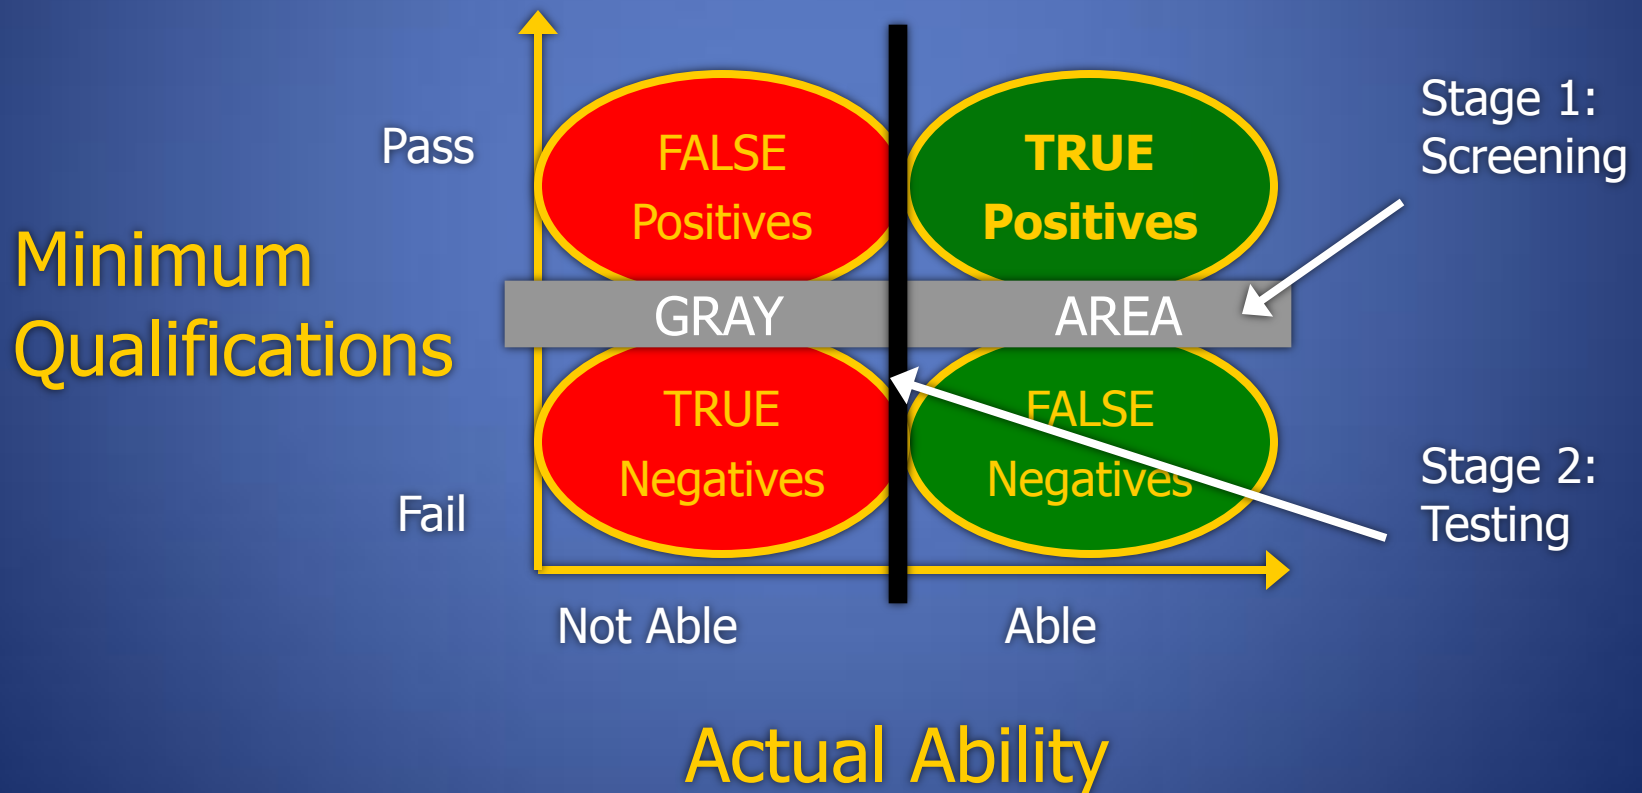 Stage 1:
Screening
Pass
FALSE
Positives
TRUE
Positives
Minimum
Qualifications
GRAY AREA
TRUE
Negatives
FALSE
Negatives
Fail
Stage 2:
Testing
Not Able
Able
Actual Ability